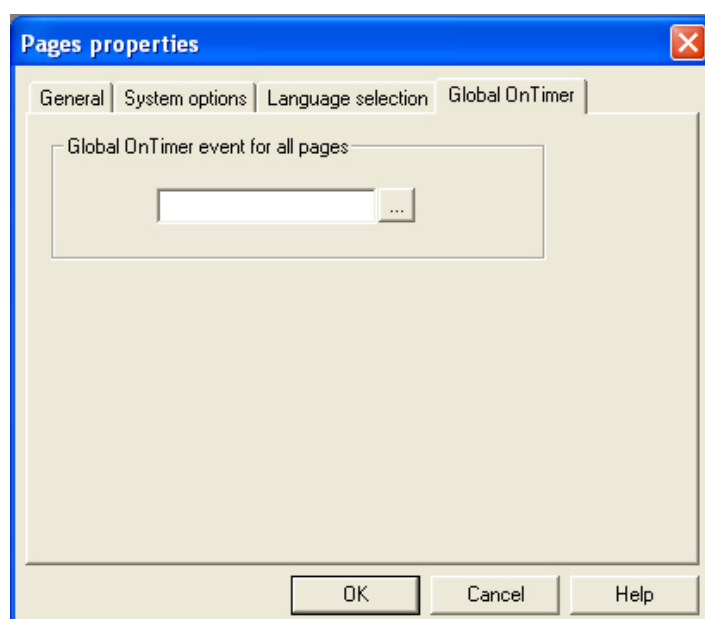 Pages properties
General System options Language selection Global OnTimer
Global OnTimer event for all pages
...
OK Cancel Help